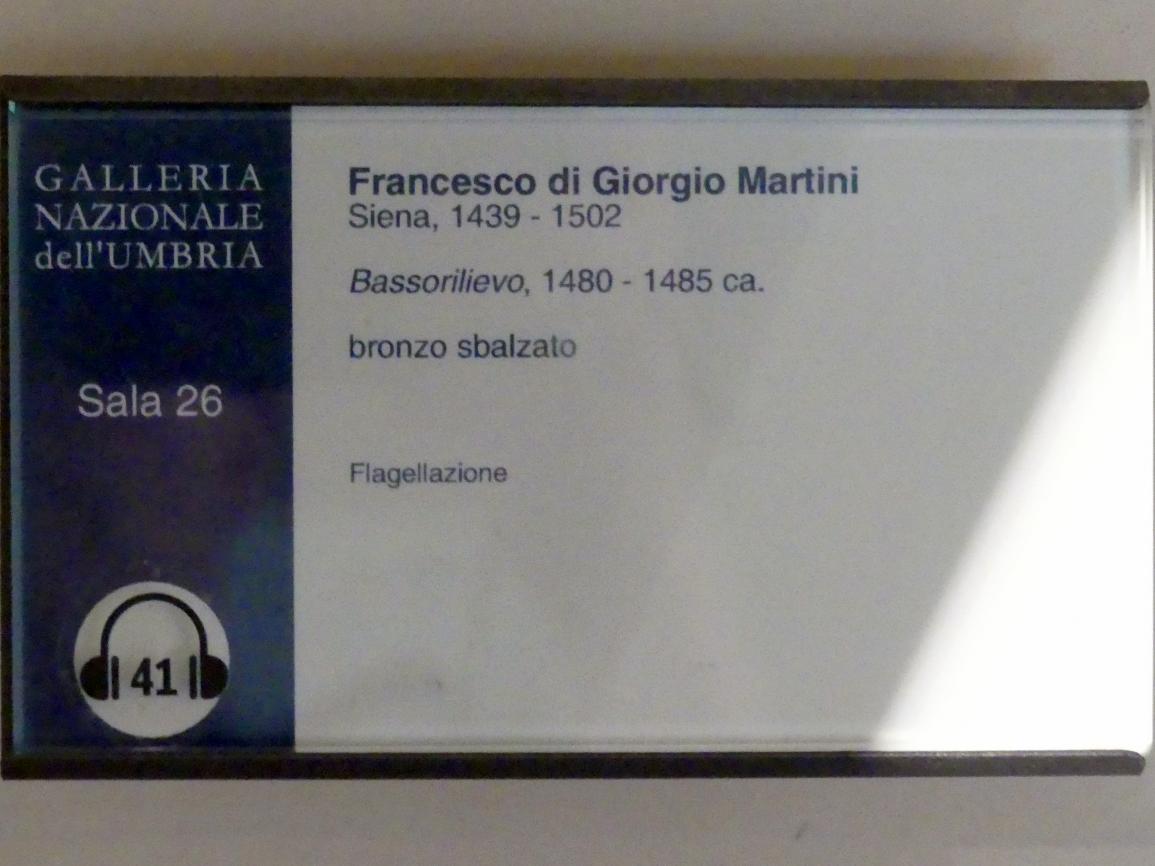 GALLERIA
NAZIONALE
dell'UMBRIA
Sala 26
41
Francesco di Giorgio Martini
Siena, 1439 - 1502
Bassorilievo, 1480 - 1485 ca.
bronzo sbalzato
Flagellazione